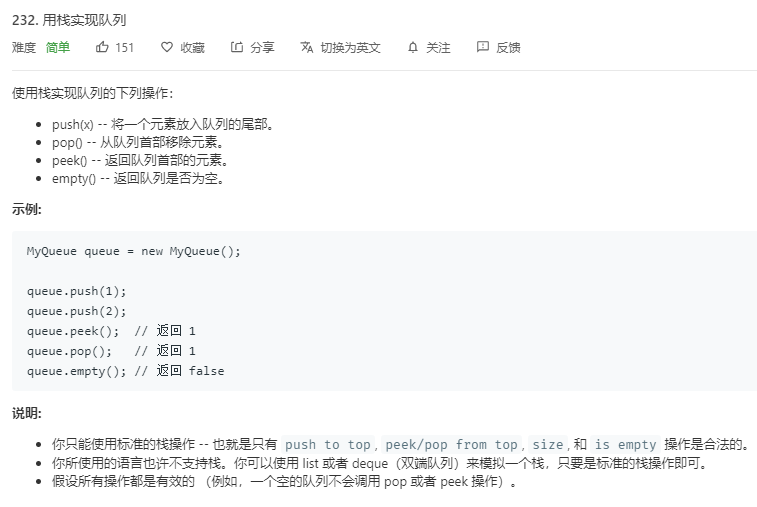 232. 用栈实现队列
难度 简单 151 收藏 分享 切换为英文 关注 反馈
使用栈实现队列的下列操作：
• push(x) -- 将一个元素放入队列的尾部。
• pop() -- 从队列首部移除元素。
• peek() -- 返回队列首部的元素。
• empty() -- 返回队列是否为空。
示例:
MyQueue queue = new MyQueue();
queue.push(1);
queue.push(2);
queue.peek();  // 返回 1
queue.pop();   // 返回 1
queue.empty(); // 返回 false
说明:
• 你只能使用标准的栈操作 -- 也就是只有 push to top, peek/pop from top, size, 和 is empty 操作是合法的。
• 你所使用的语言也许不支持栈。你可以使用 list 或者 deque（双端队列）来模拟一个栈，只要是标准的栈操作即可。
• 假设所有操作都是有效的 （例如，一个空的队列不会调用 pop 或者 peek 操作）。